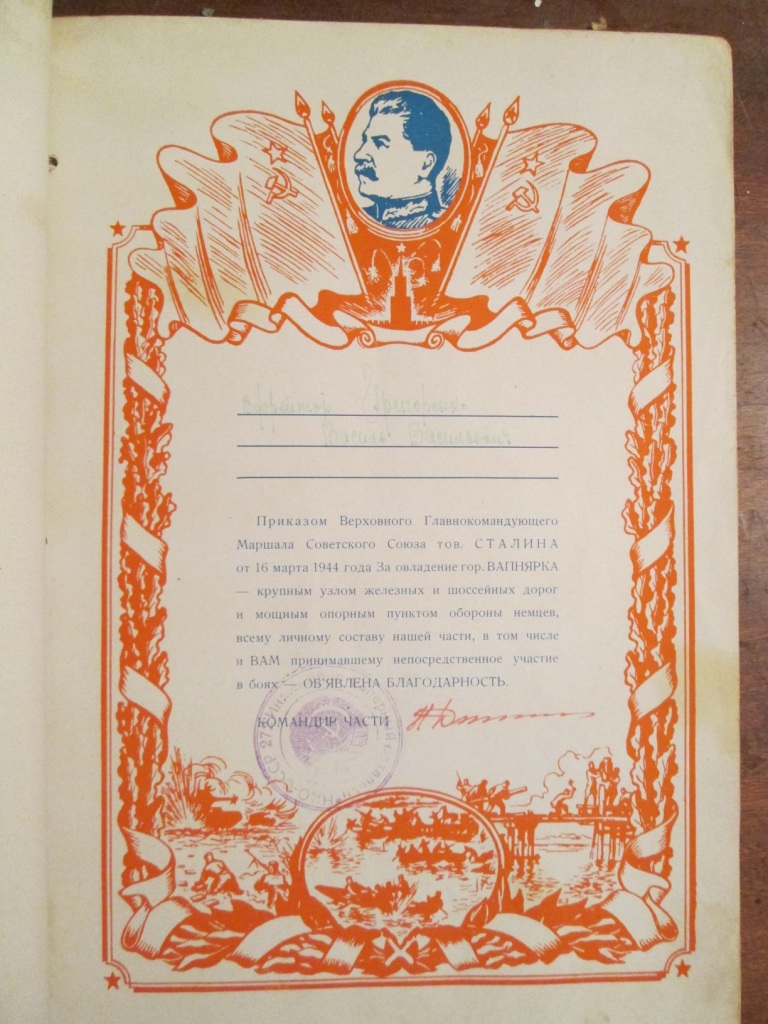 Приказом Верховного Главнокомандующего
Маршала Советского Союза тов. СТАЛИНА
от 16 марта 1944 года За овладение гор. ВАПНЯРКА
— крупным узлом железных и шоссейных дорог
и мощным опорным пунктом обороны немцев,
всему личному составу нашей части, в том числе
и ВАМ принимавшему непосредственное участие
в боях — ОБ'ЯВЛЕНА БЛАГОДАРНОСТЬ.
КОМАНДИР ЧАСТИ